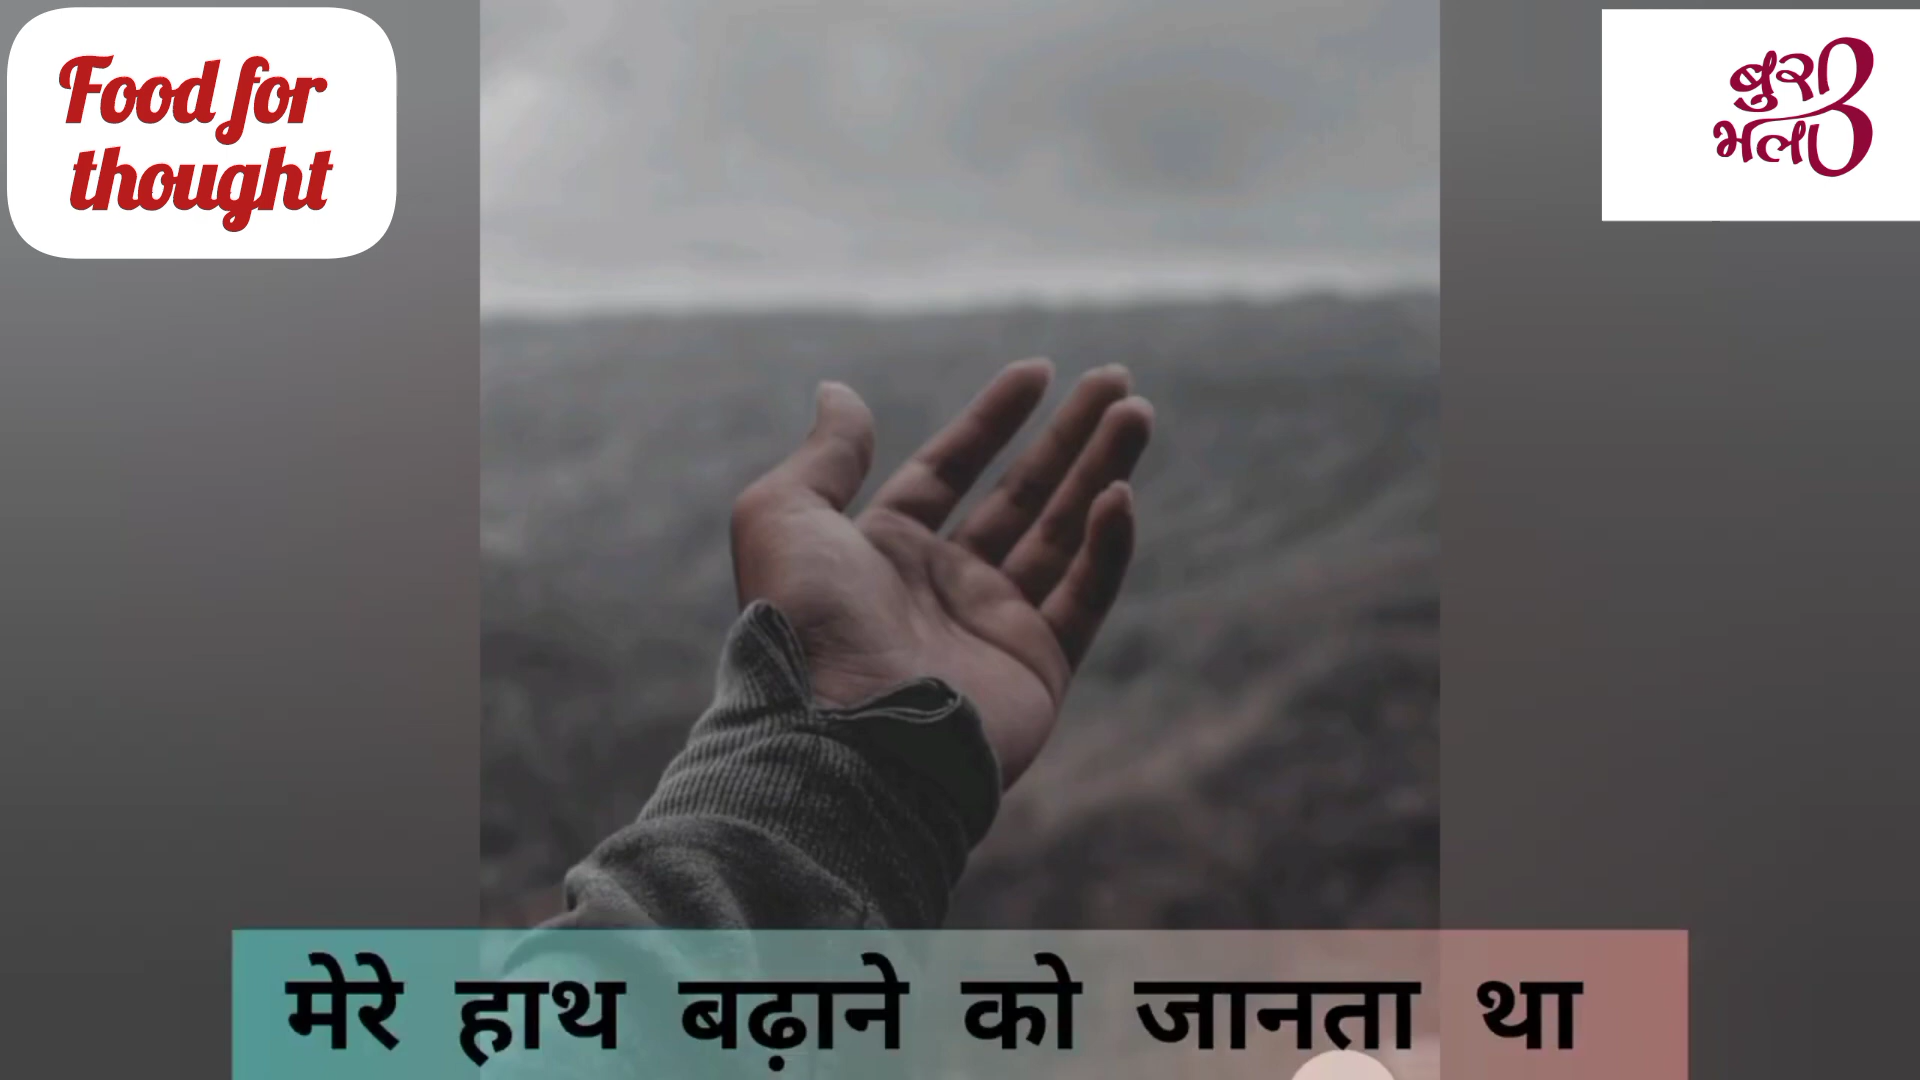 Food for
thought
बुरा
भला
मेरे हाथ बढ़ाने को जानता था